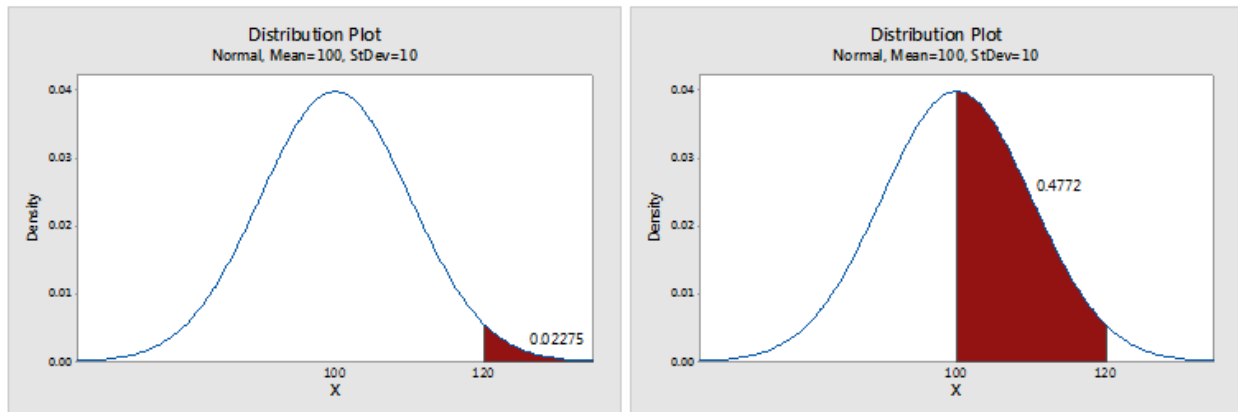 Distribution Plot
Normal, Mean=100, StDev=10
0.04
0.03
0.02
0.01
0.00
Density
0.02275
100
120
X
Distribution Plot
Normal, Mean=100, StDev=10
0.04
0.03
0.02
0.01
0.00
Density
0.4772
100
120
X